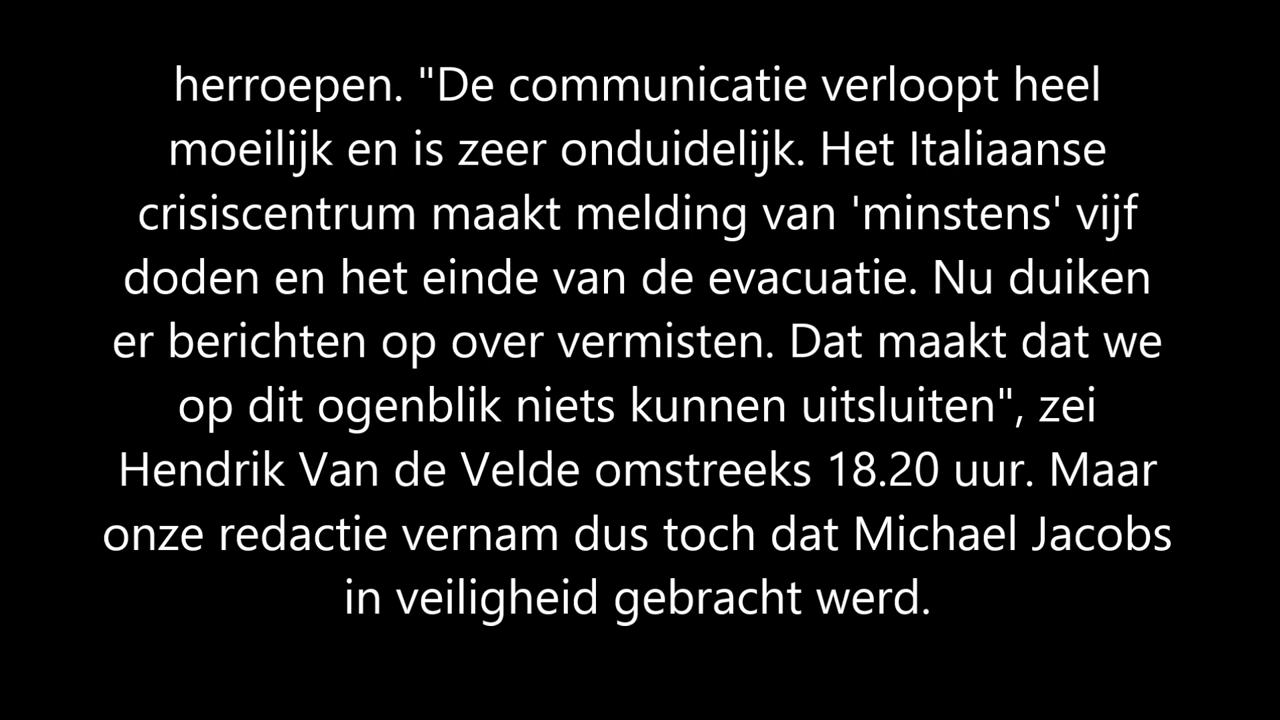 herroepen. "De communicatie verloopt heel
moeilijk en is zeer onduidelijk. Het Italiaanse
crisiscentrum maakt melding van 'minstens' vijf
doden en het einde van de evacuatie. Nu duiken
er berichten op over vermisten. Dat maakt dat we
op dit ogenblik niets kunnen uitsluiten", zei
Hendrik Van de Velde omstreeks 18.20 uur. Maar
onze redactie vernam dus toch dat Michael Jacobs
in veiligheid gebracht werd.